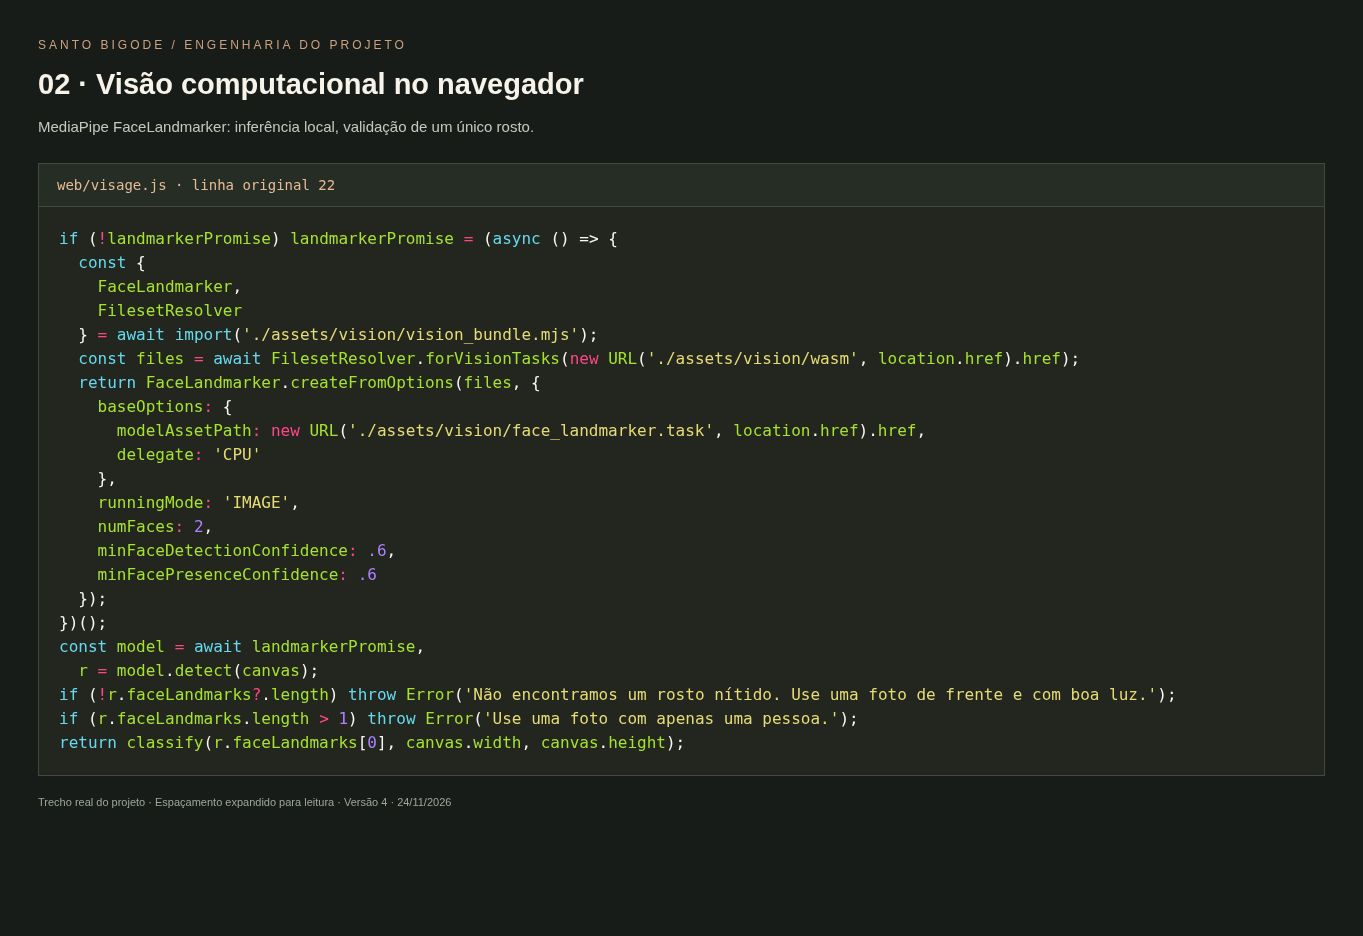 SANTO BIGODE / ENGENHARIA DO PROJETO
02 · Visão computacional no navegador
MediaPipe FaceLandmarker: inferência local, validação de um único rosto.
web/visage.js · linha original 22
if (!landmarkerPromise) landmarkerPromise = (async () => {
  const {
    FaceLandmarker,
    FilesetResolver
  } = await import('./assets/vision/vision_bundle.mjs');
  const files = await FilesetResolver.forVisionTasks(new URL('./assets/vision/wasm', location.href).href);
  return FaceLandmarker.createFromOptions(files, {
    baseOptions: {
      modelAssetPath: new URL('./assets/vision/face_landmarker.task', location.href).href,
      delegate: 'CPU'
    },
    runningMode: 'IMAGE',
    numFaces: 2,
    minFaceDetectionConfidence: .6,
    minFacePresenceConfidence: .6
  });
})();
const model = await landmarkerPromise,
  r = model.detect(canvas);
if (!r.faceLandmarks?.length) throw Error('Não encontramos um rosto nítido. Use uma foto de frente e com boa luz.');
if (r.faceLandmarks.length > 1) throw Error('Use uma foto com apenas uma pessoa.');
return classify(r.faceLandmarks[0], canvas.width, canvas.height);
Trecho real do projeto · Espaçamento expandido para leitura · Versão 4 · 24/11/2026